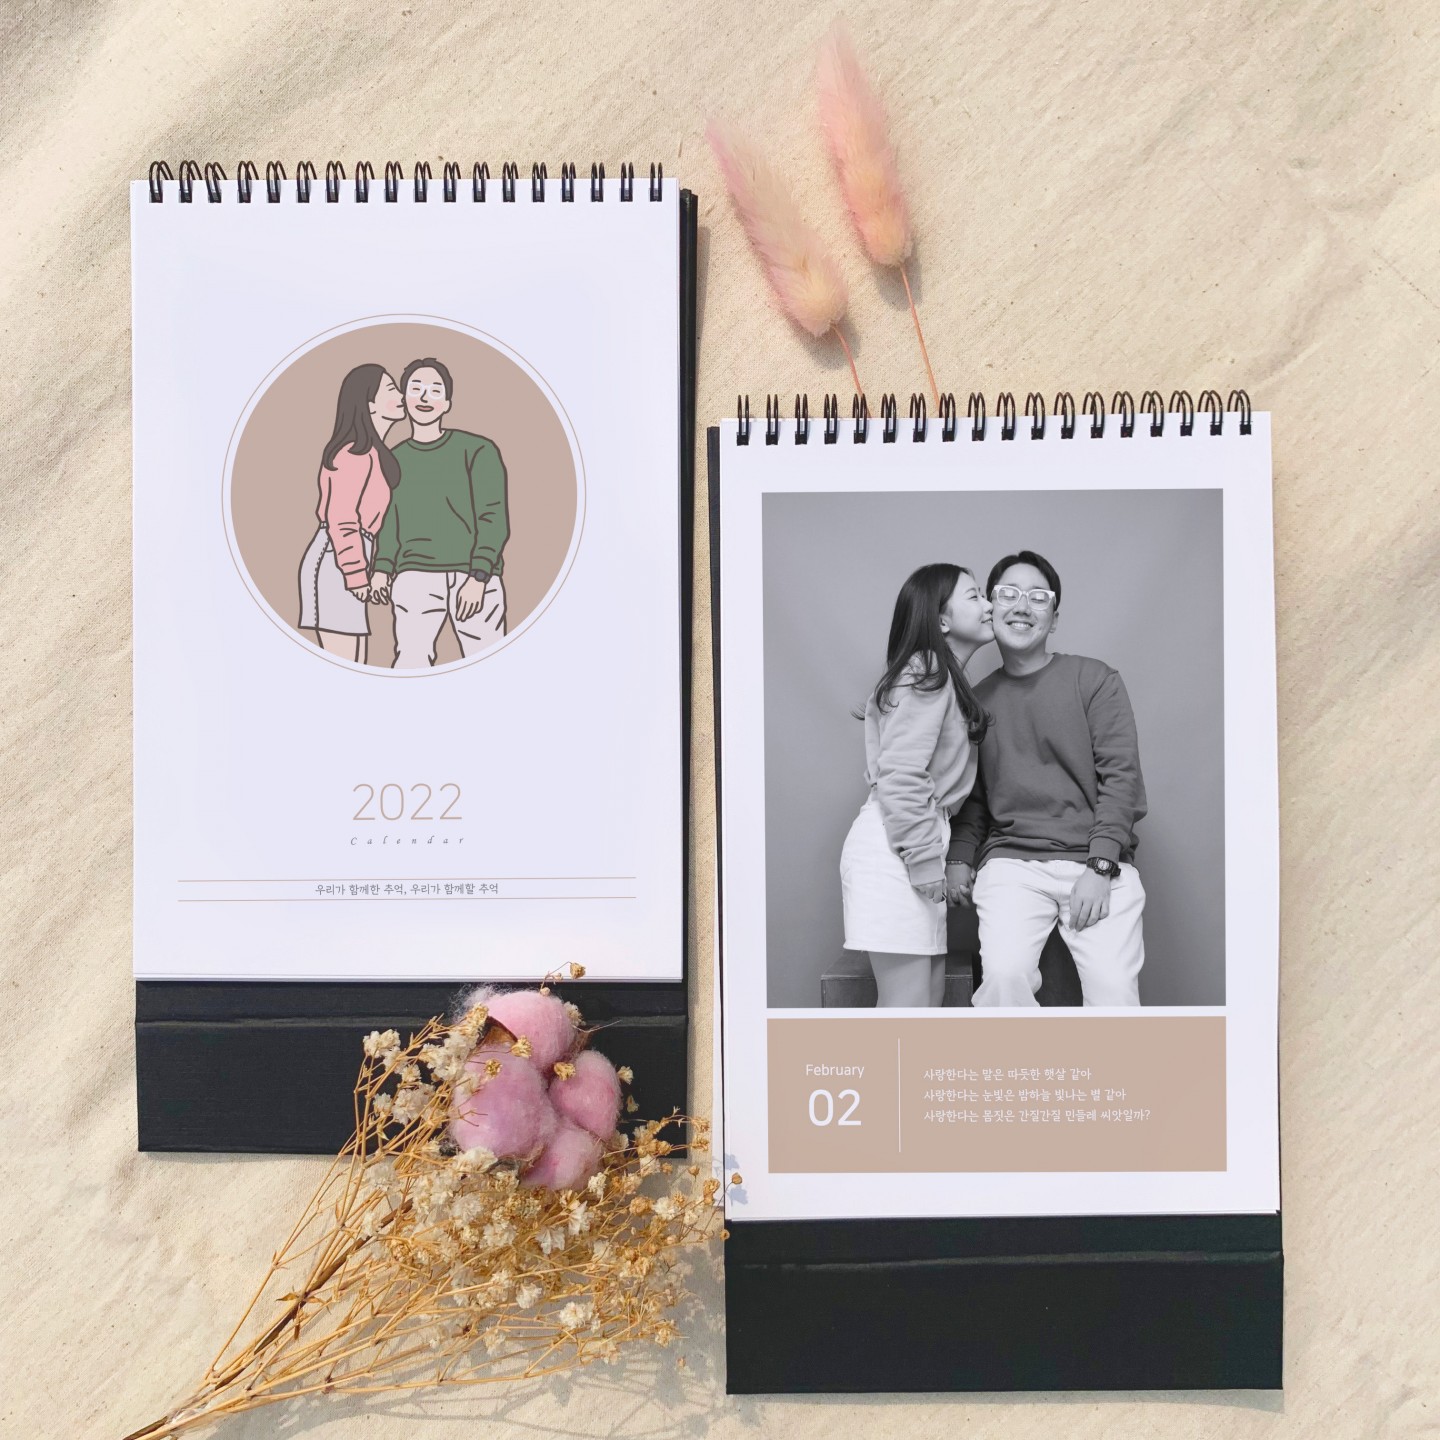 2022
Calendar
우리가 함께한 추억, 우리가 함께할 추억
February
02
사랑한다는 말은 따듯한 햇살 같아
사랑한다는 눈빛은 밤하늘 빛나는 별 같아
사랑한다는 몸짓은 간질간질 민들레 씨앗일까?